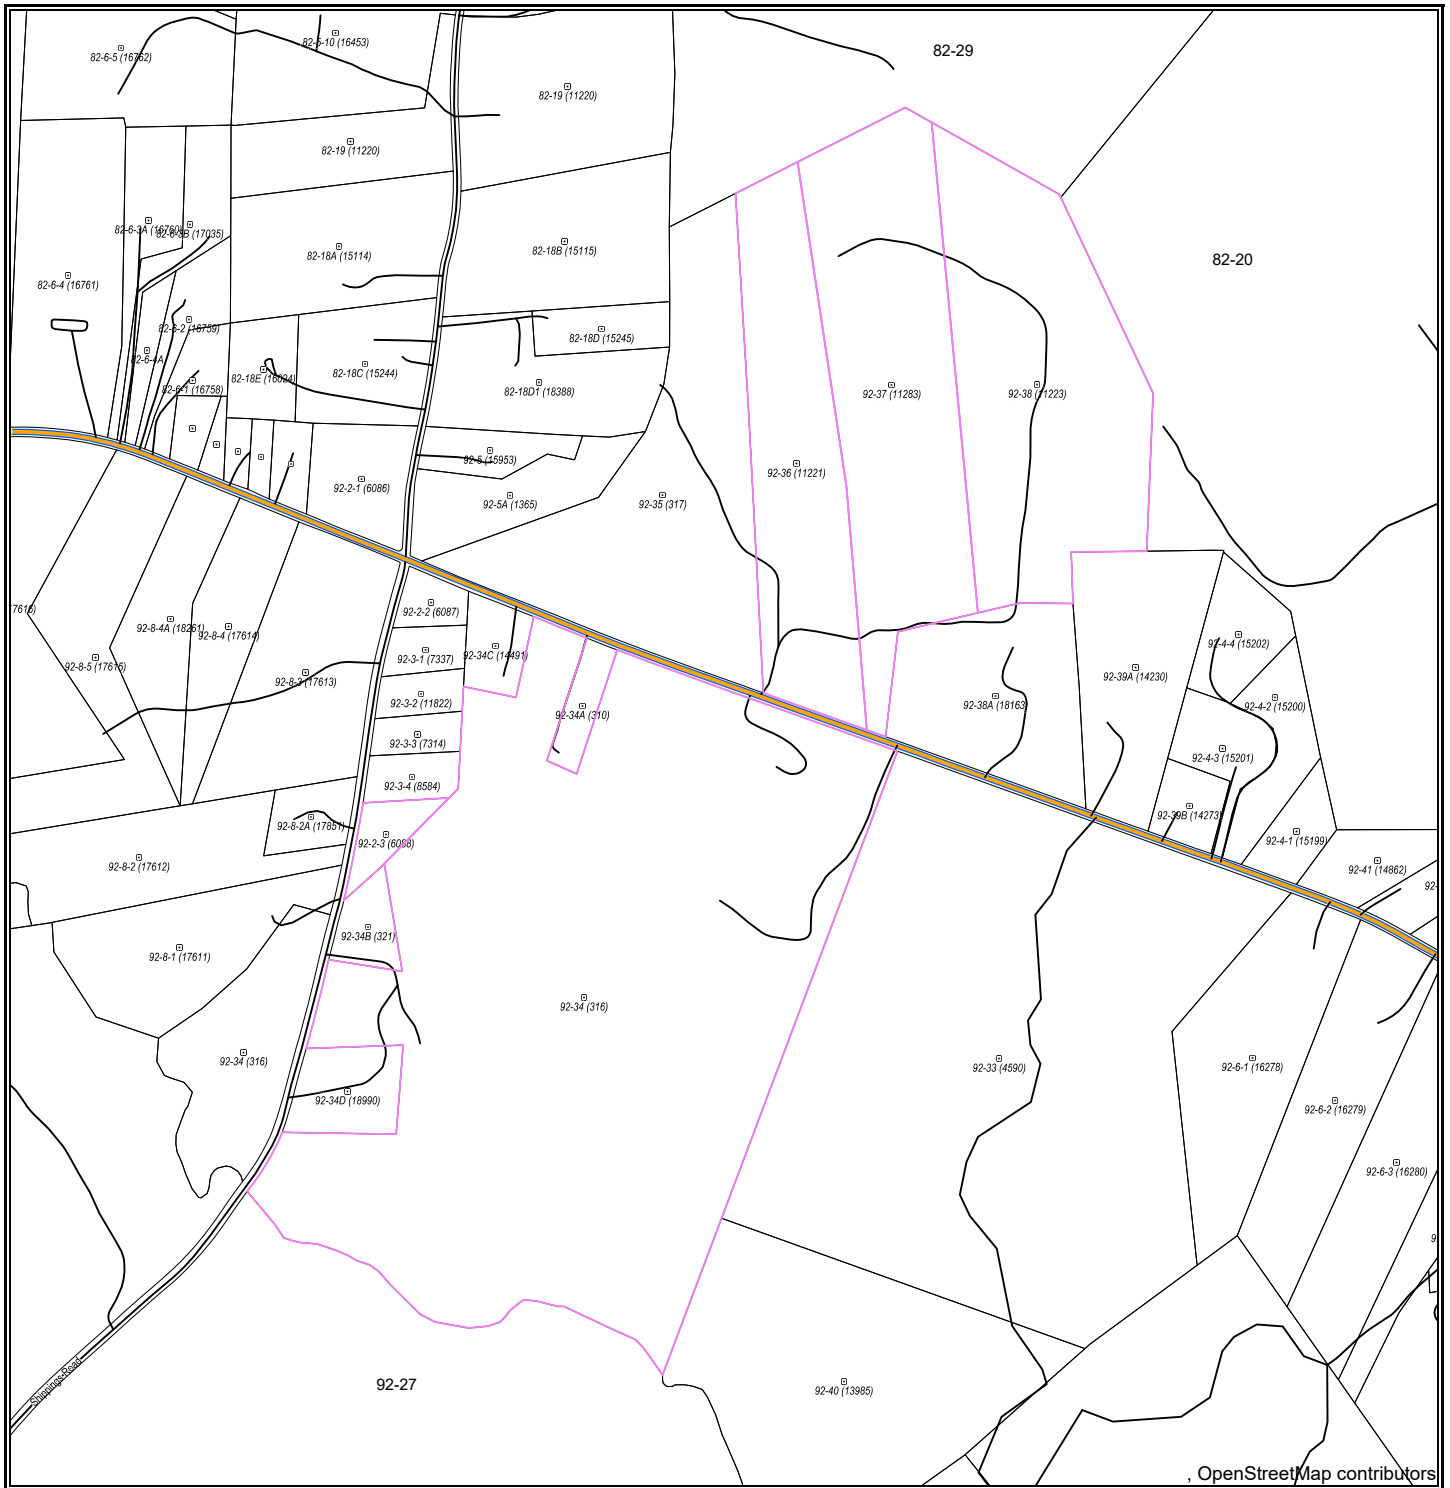 82-29
82-5-10 (16453)
82-6-5 (16762)
82-19 (11220)
82-19 (11220)
82-6-3A (16760)
82-6-3B (17035)
82-18A (15114)
82-18B (15115)
82-20
82-6-4 (16761)
82-6-2 (16759)
82-18D (15245)
82-6-4A
82-18E (16024)
82-18C (15244)
82-6-1 (16758)
82-18D1 (18388)
92-37 (11283)
92-38 (11223)
92-5 (15953)
92-36 (11221)
92-2-1 (6086)
92-5A (1365)
92-35 (317)
17616)
92-2-2 (6087)
92-8-4A (18261)
92-8-4 (17614)
92-4-4 (15202)
92-3-1 (7337)
92-34C (14491)
92-8-5 (17615)
92-8-3 (17613)
92-39A (14230)
92-3-2 (11822)
92-34A (310)
92-38A (18163)
92-4-2 (15200)
92-3-3 (7314)
92-4-3 (15201)
92-3-4 (8584)
92-39B (14273)
92-8-2A (17851)
92-2-3 (6088)
92-4-1 (15199)
92-8-2 (17612)
92-41 (14862)
92-
92-34B (321)
92-8-1 (17611)
92-34 (316)
92-34 (316)
92-33 (4590)
92-6-1 (16278)
92-34D (18990)
92-6-2 (16279)
92-6-3 (16280)
9
Shippings Road
92-27
92-40 (13985)
, OpenStreetMap contributors